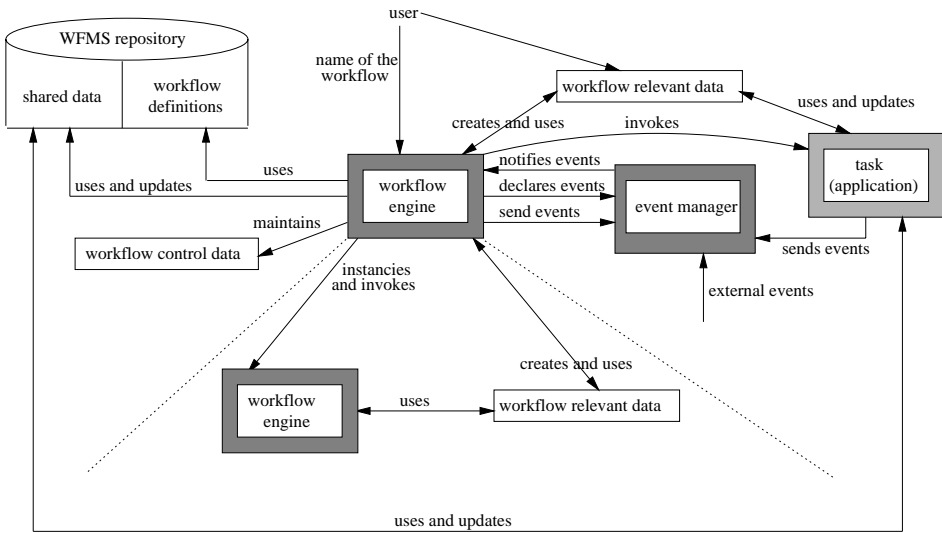 user
WFMS repository
name of the
workflow
shared data
workflow
definitions
workflow relevant data
uses and updates
creates and uses
invokes
uses
notifies events
task
(application)
uses and updates
workflow
engine
declares events
event manager
maintains
send events
workflow control data
sends events
instancies
and invokes
external events
creates and uses
workflow
engine
uses
workflow relevant data
uses and updates